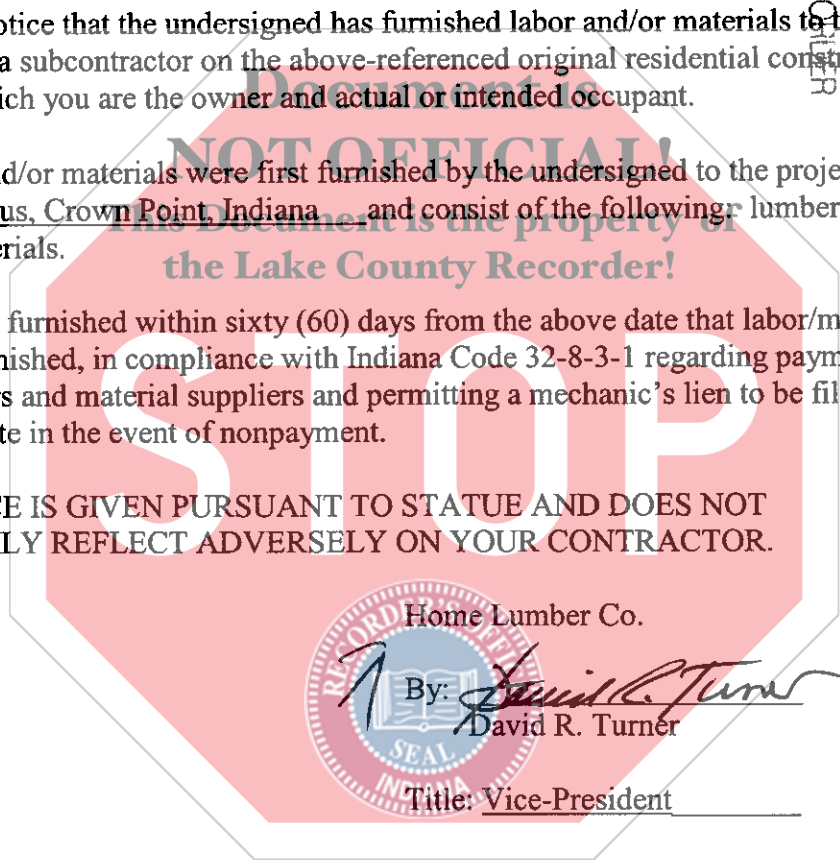 otice that the undersigned has furnished labor and/or materials to t
a subcontractor on the above-referenced original residential constr
ich you are the owner and actual or intended occupant.
Document is
NOT OFFICIAL!
d/or materials were first furnished by the undersigned to the proje
us, Crown Point, Indiana and consist of the following: lumber
This Document is the property of
erials.
the Lake County Recorder!
furnished within sixty (60) days from the above date that labor/m
nished, in compliance with Indiana Code 32-8-3-1 regarding paym
s and material suppliers and permitting a mechanic's lien to be fil
te in the event of nonpayment.
STOP
E IS GIVEN PURSUANT TO STATUE AND DOES NOT
LY REFLECT ADVERSELY ON YOUR CONTRACTOR.
Home Lumber Co.
By: David R. Turner
David R. Turner
RECORDER'S OFFI
SEAL
INDIANA
Title: Vice-President